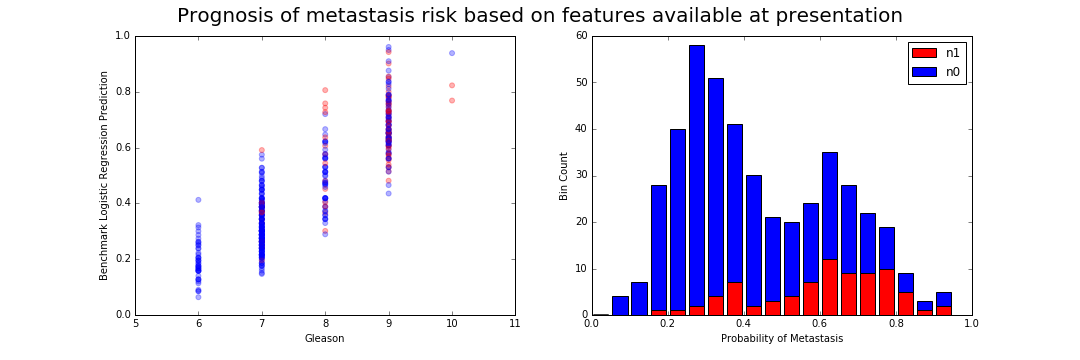 Prognosis of metastasis risk based on features available at presentation
1.0
0.8
0.6
0.4
0.2
0.0
Benchmark Logistic Regression Prediction
5 6 7 8 9 10 11
Gleason
60
50
40
30
20
10
0
Bin Count
n1
n0
0.0 0.2 0.4 0.6 0.8 1.0
Probability of Metastasis